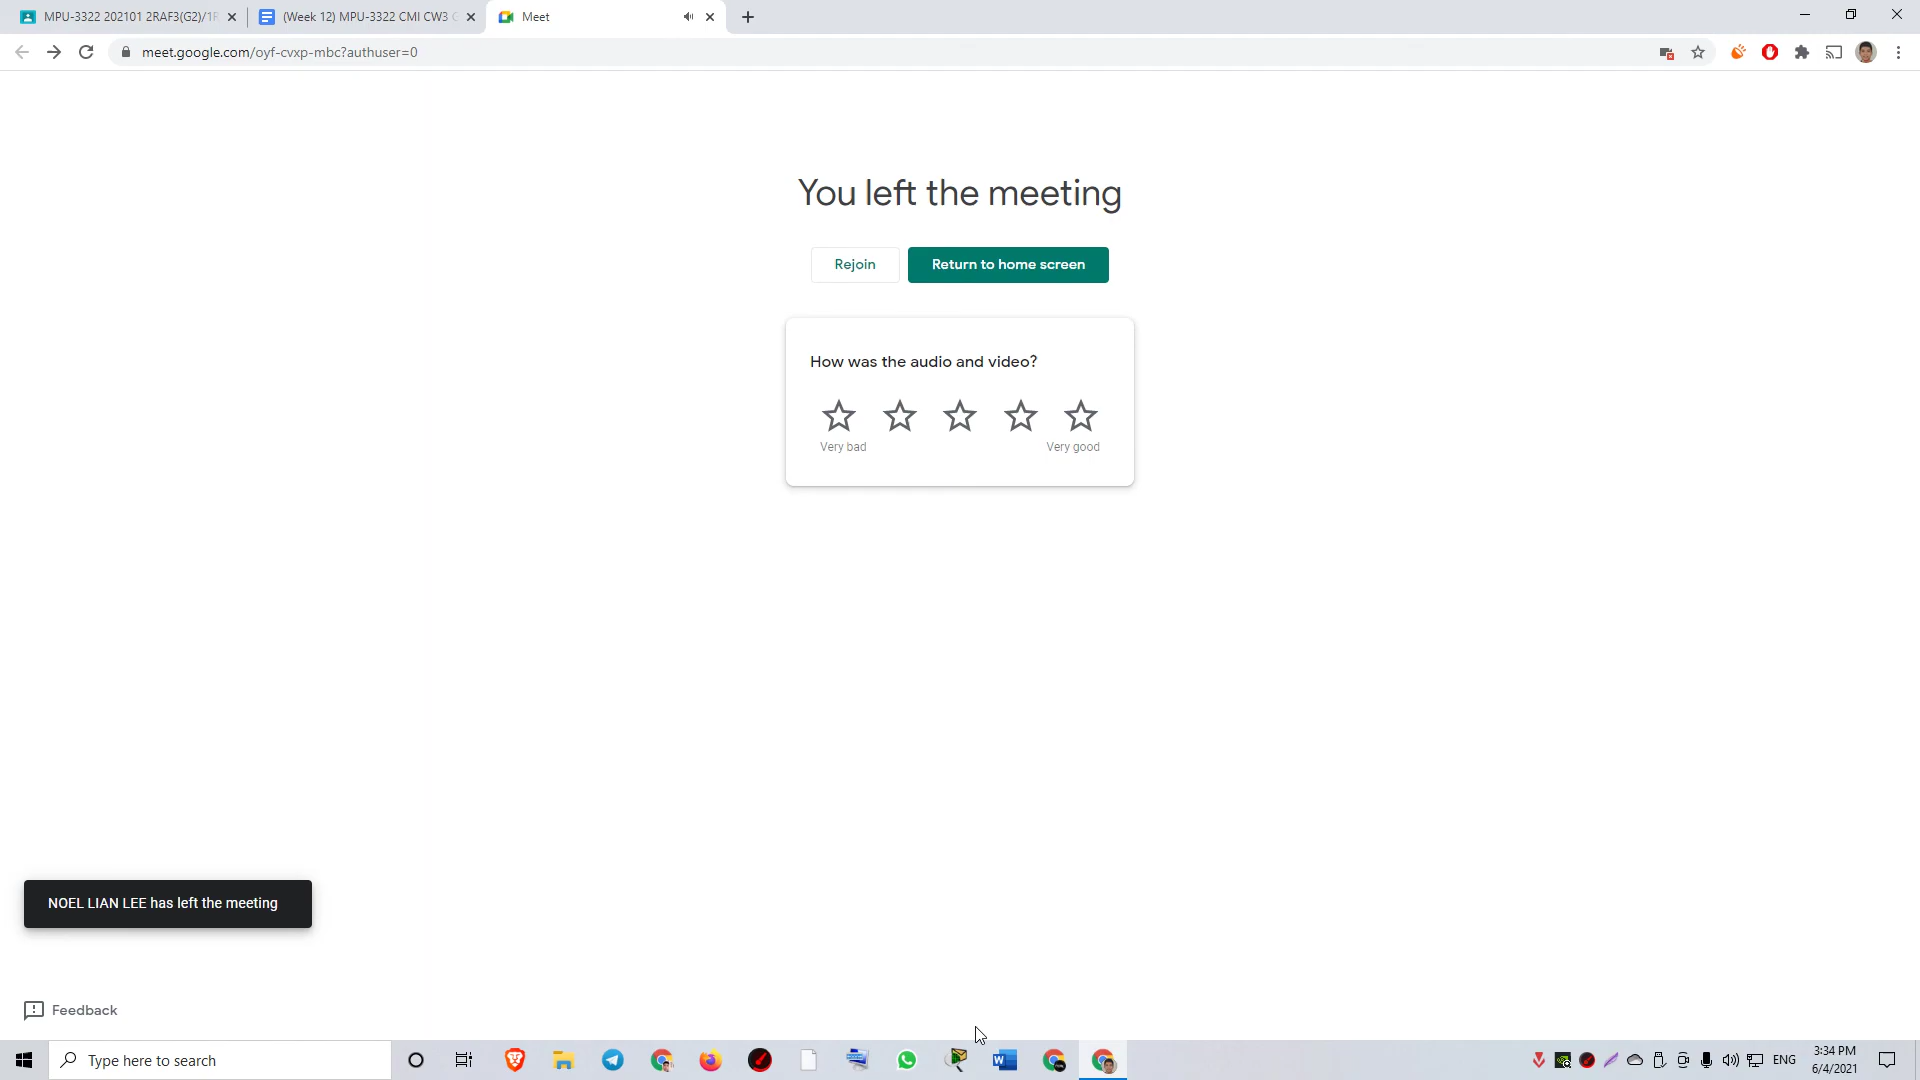 MPU-3322 202101 2RAF3(G2)/1R
(Week 12) MPU-3322 CMI CW3 G
Meet
meet.google.com/oyf-cvxp-mbc?authuser=0
You left the meeting
Rejoin
Return to home screen
How was the audio and video?
Very bad
Very good
NOEL LIAN LEE has left the meeting
Feedback
Type here to search
ENG
3:34 PM
6/4/2021